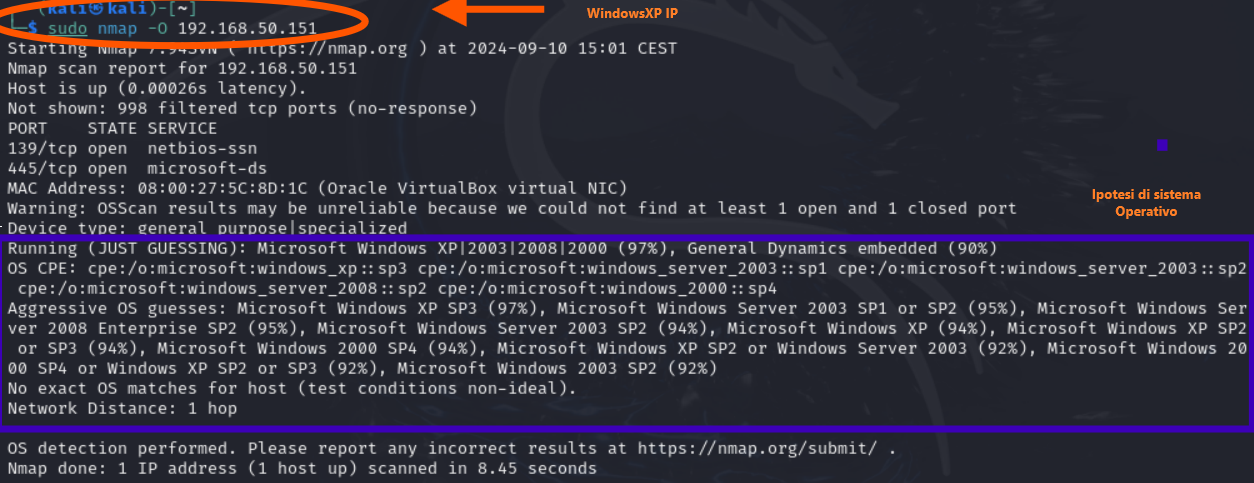 (kali㉿kali)-[~]
WindowsXP IP
$ sudo nmap -O 192.168.50.151
Starting Nmap 7.94SVN ( https://nmap.org ) at 2024-09-10 15:01 CEST
Nmap scan report for 192.168.50.151
Host is up (0.00026s latency).
Not shown: 998 filtered tcp ports (no-response)
PORT    STATE SERVICE
139/tcp open  netbios-ssn
445/tcp open  microsoft-ds
MAC Address: 08:00:27:5C:8D:1C (Oracle VirtualBox virtual NIC)
Ipotesi di sistema
Operativo
Warning: OSScan results may be unreliable because we could not find at least 1 open and 1 closed port
Device type: general purpose|specialized
Running (JUST GUESSING): Microsoft Windows XP|2003|2008|2000 (97%), General Dynamics embedded (90%)
OS CPE: cpe:/o:microsoft:windows_xp::sp3 cpe:/o:microsoft:windows_server_2003::sp1 cpe:/o:microsoft:windows_server_2003::sp2
cpe:/o:microsoft:windows_server_2008::sp2 cpe:/o:microsoft:windows_2000::sp4
Aggressive OS guesses: Microsoft Windows XP SP3 (97%), Microsoft Windows Server 2003 SP1 or SP2 (95%), Microsoft Windows Ser
ver 2008 Enterprise SP2 (95%), Microsoft Windows Server 2003 SP2 (94%), Microsoft Windows XP (94%), Microsoft Windows XP SP2
or SP3 (94%), Microsoft Windows 2000 SP4 (94%), Microsoft Windows XP SP2 or Windows Server 2003 (92%), Microsoft Windows 20
00 SP4 or Windows XP SP2 or SP3 (92%), Microsoft Windows 2003 SP2 (92%)
No exact OS matches for host (test conditions non-ideal).
Network Distance: 1 hop
OS detection performed. Please report any incorrect results at https://nmap.org/submit/ .
Nmap done: 1 IP address (1 host up) scanned in 8.45 seconds